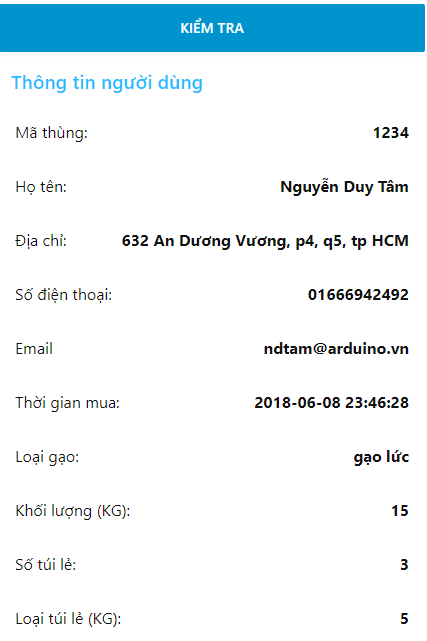 KIỂM TRA
Thông tin người dùng
Mã thùng: 1234
Họ tên: Nguyễn Duy Tâm
Địa chỉ: 632 An Dương Vương, p4, q5, tp HCM
Số điện thoại: 01666942492
Email ndtam@arduino.vn
Thời gian mua: 2018-06-08 23:46:28
Loại gạo: gạo lức
Khối lượng (KG): 15
Số túi lẻ: 3
Loại túi lẻ (KG): 5